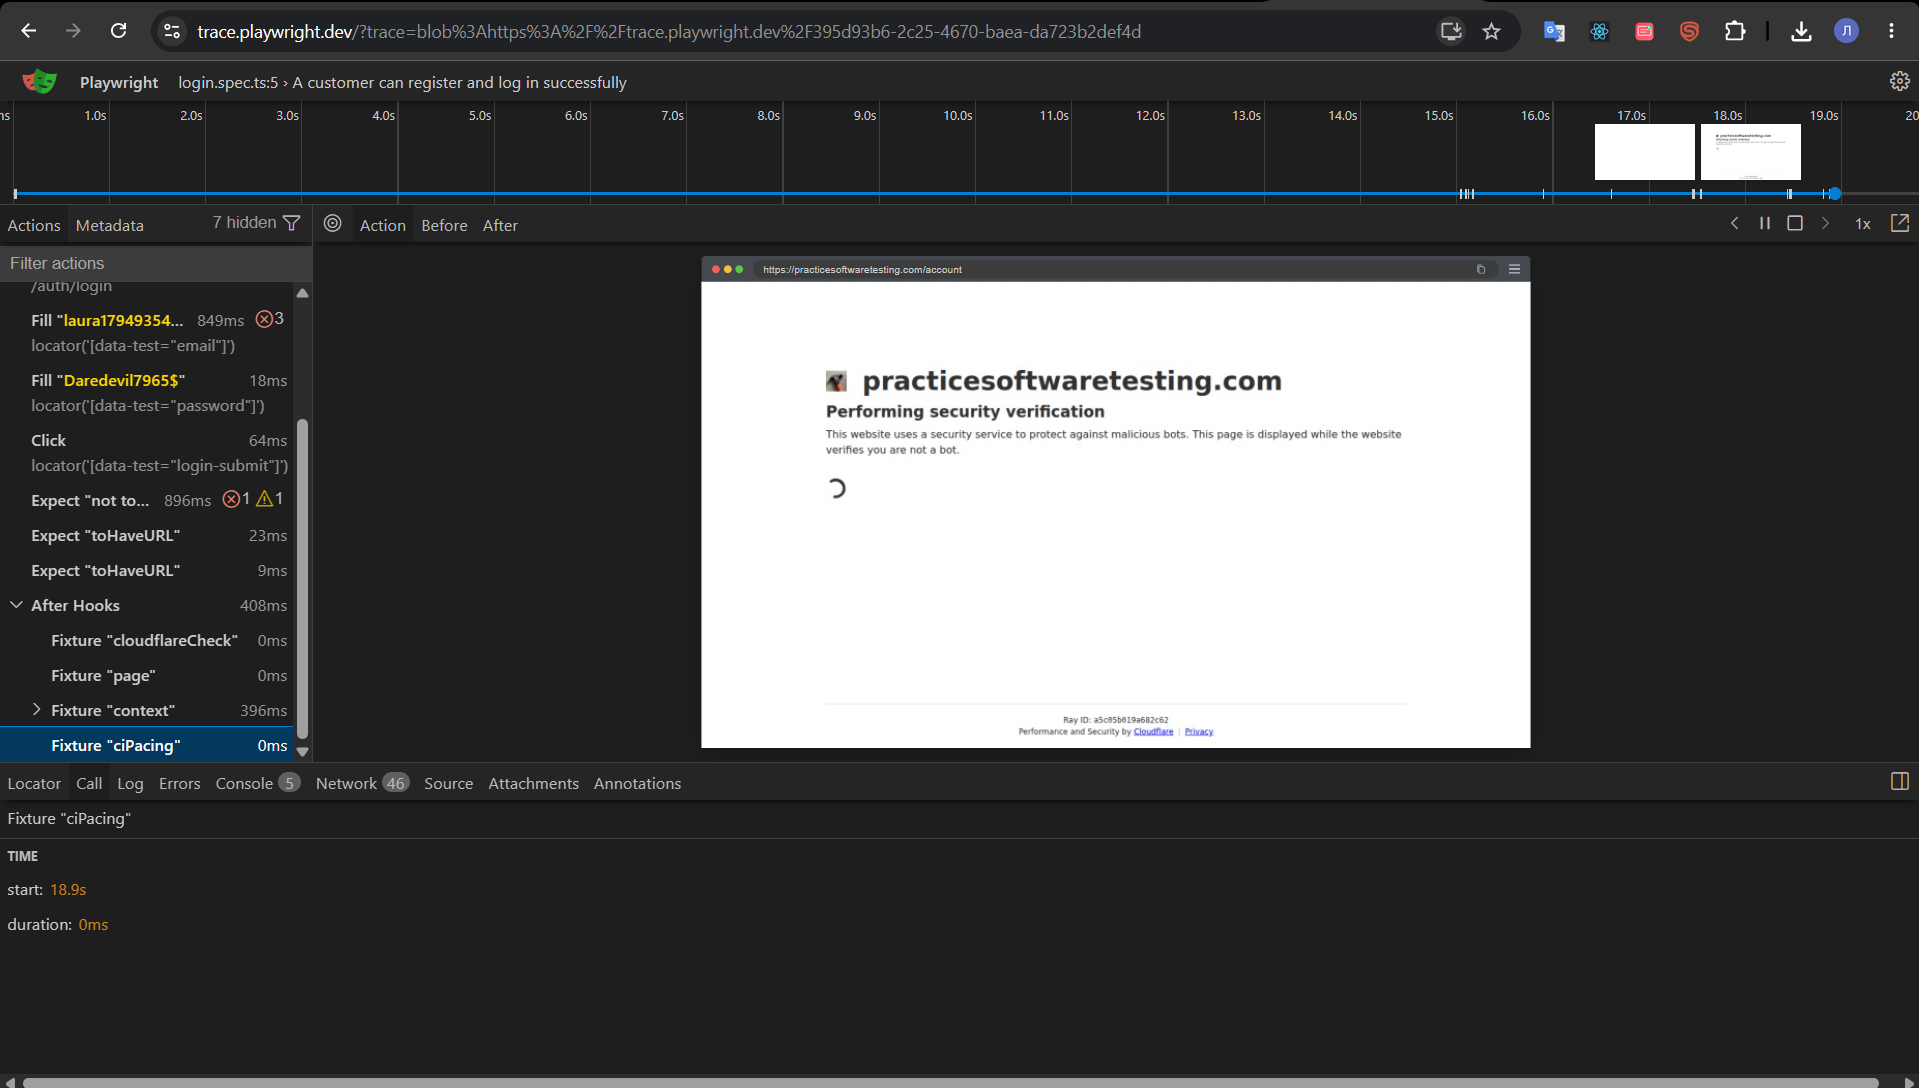 trace.playwright.dev/?trace=blob%3Ahttps%3A%2F%2Ftrace.playwright.dev%2F395d93b6-2c25-4670-baea-da723b2def4d
Л
Playwright login.spec.ts:5 › A customer can register and log in successfully
1.0s 2.0s 3.0s 4.0s 5.0s 6.0s 7.0s 8.0s 9.0s 10.0s 11.0s 12.0s 13.0s 14.0s 15.0s 16.0s 17.0s 18.0s 19.0s 20
Actions Metadata 7 hidden
Action Before After
1x
Filter actions
/auth/login
Fill "laura17949354... 849ms 3
locator('[data-test="email"]')
Fill "Daredevil7965$" 18ms
locator('[data-test="password"]')
Click 64ms
locator('[data-test="login-submit"]')
Expect "not to... 896ms 1 1
Expect "toHaveURL" 23ms
Expect "toHaveURL" 9ms
After Hooks 408ms
Fixture "cloudflareCheck" 0ms
Fixture "page" 0ms
Fixture "context" 396ms
Fixture "ciPacing" 0ms
https://practicesoftwaretesting.com/account
practicesoftwaretesting.com
Performing security verification
This website uses a security service to protect against malicious bots. This page is displayed while the website
verifies you are not a bot.
Ray ID: a5c05b019a682c62
Performance and Security by Cloudflare | Privacy
Locator Call Log Errors Console 5 Network 46 Source Attachments Annotations
Fixture "ciPacing"
TIME
start: 18.9s
duration: 0ms